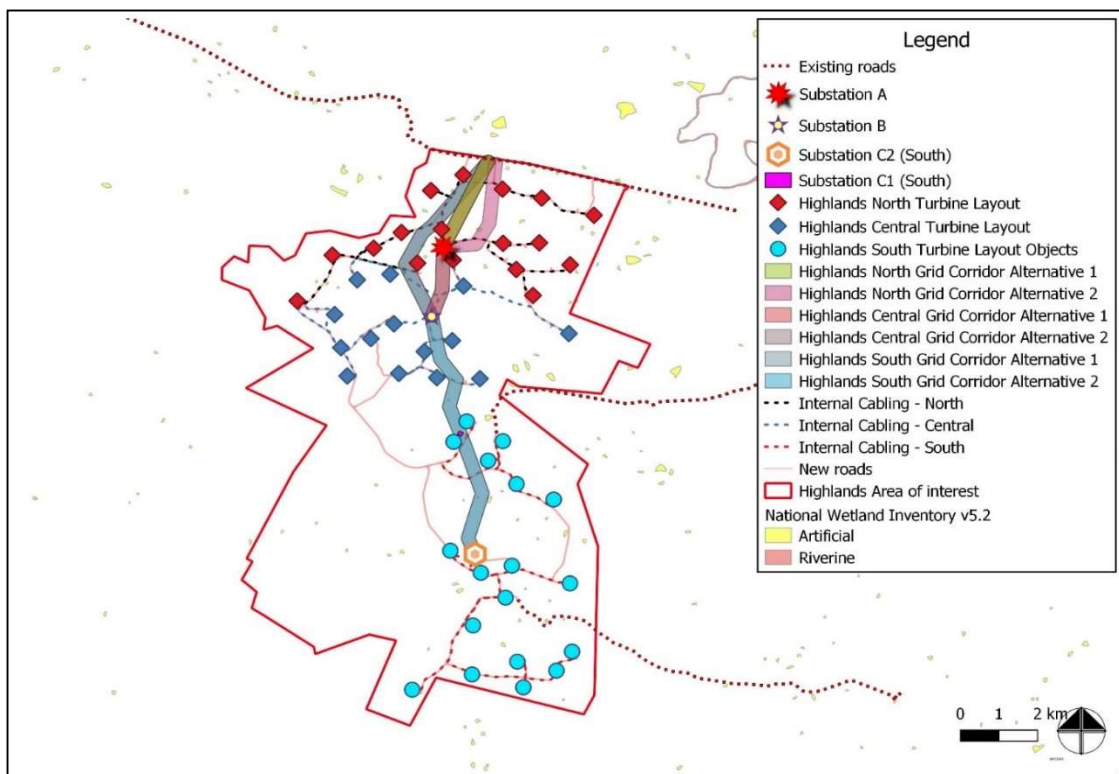 Legend
Existing roads
Substation A
Substation B
Substation C2 (South)
Substation C1 (South)
Highlands North Turbine Layout
Highlands Central Turbine Layout
Highlands South Turbine Layout Objects
Highlands North Grid Corridor Alternative 1
Highlands North Grid Corridor Alternative 2
Highlands Central Grid Corridor Alternative 1
Highlands Central Grid Corridor Alternative 2
Highlands South Grid Corridor Alternative 1
Highlands South Grid Corridor Alternative 2
Internal Cabling - North
Internal Cabling - Central
Internal Cabling - South
New roads
Highlands Area of interest
National Wetland Inventory v5.2
Artificial
Riverine
0 1 2 km